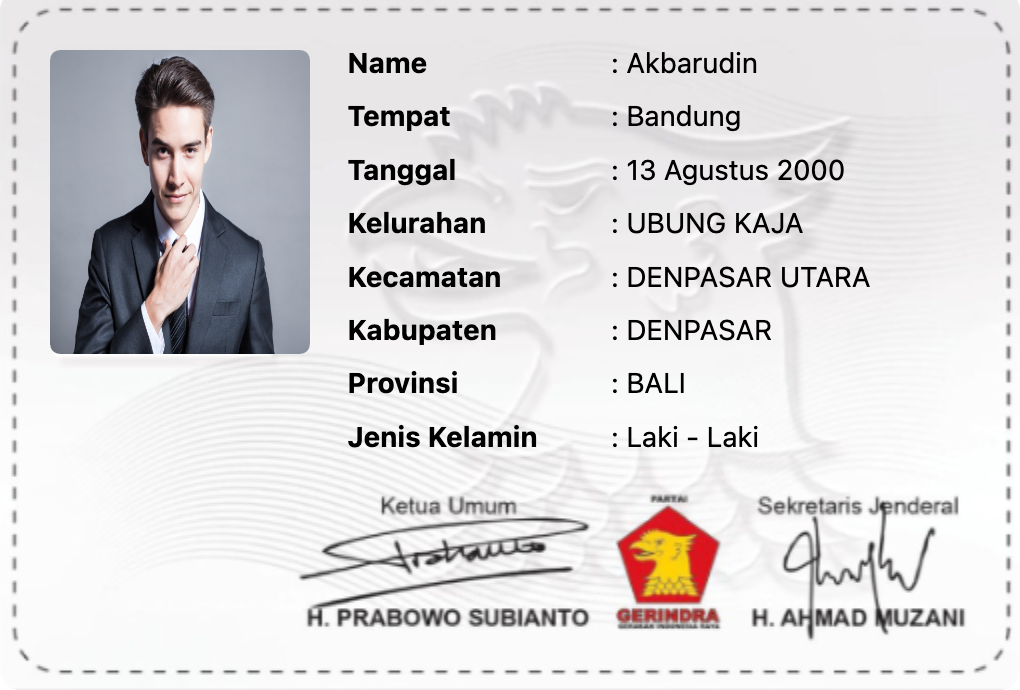 Name : Akbarudin
Tempat : Bandung
Tanggal : 13 Agustus 2000
Kelurahan : UBUNG KAJA
Kecamatan : DENPASAR UTARA
Kabupaten : DENPASAR
Provinsi : BALI
Jenis Kelamin : Laki - Laki
Ketua Umum
H. PRABOWO SUBIANTO
PARTAI
GERINDRA
GERAKAN INDONESIA RAYA
Sekretaris Jenderal
H. AHMAD MUZANI